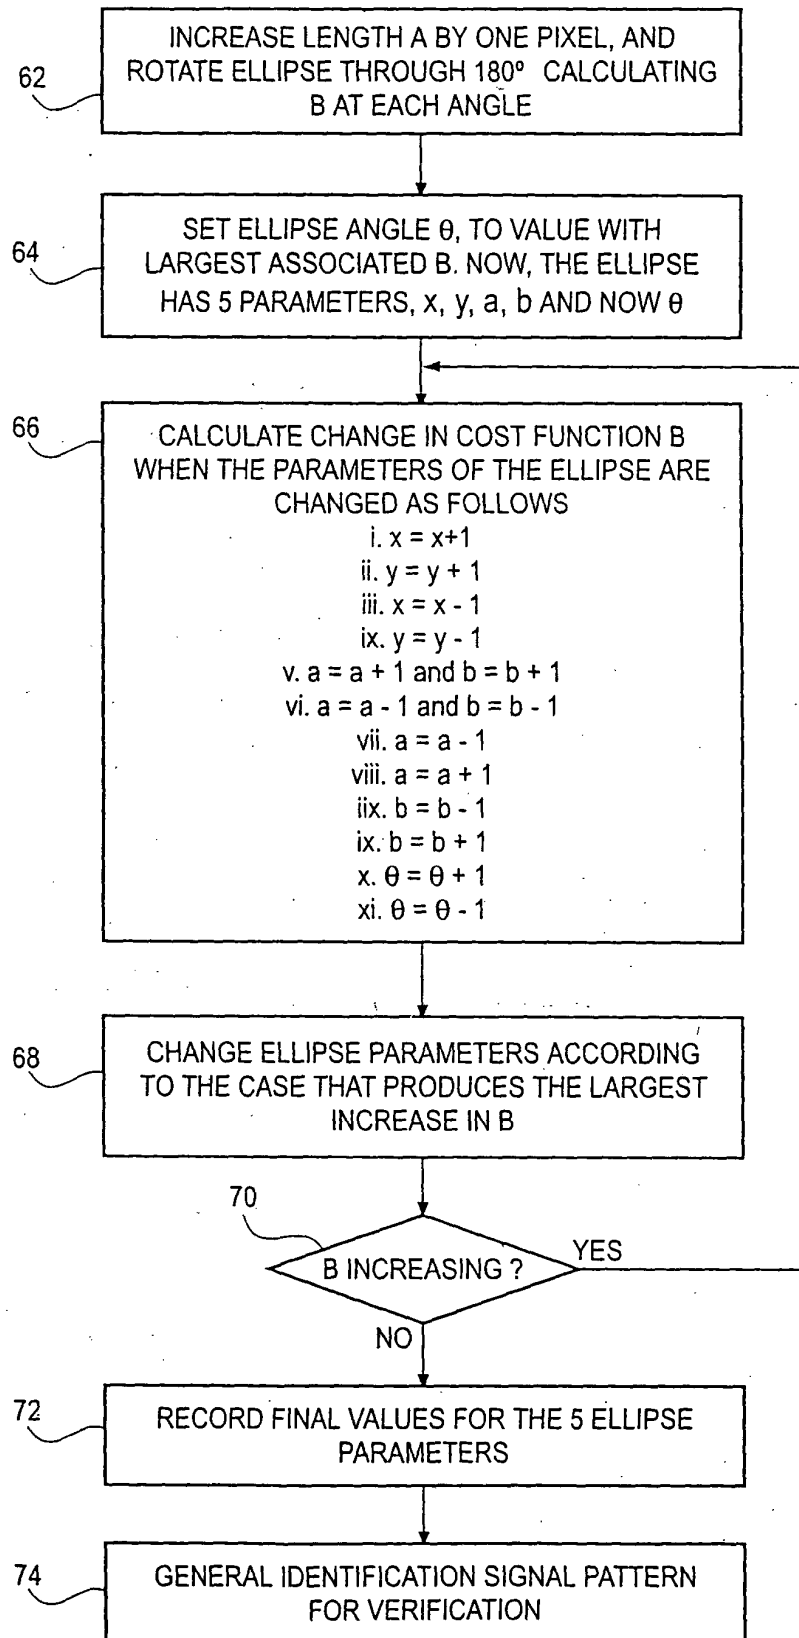 INCREASE LENGTH A BY ONE PIXEL, AND
ROTATE ELLIPSE THROUGH 180º CALCULATING
B AT EACH ANGLE
62
SET ELLIPSE ANGLE θ, TO VALUE WITH
LARGEST ASSOCIATED B. NOW, THE ELLIPSE
HAS 5 PARAMETERS, x, y, a, b AND NOW θ
64
66
CALCULATE CHANGE IN COST FUNCTION B
WHEN THE PARAMETERS OF THE ELLIPSE ARE
CHANGED AS FOLLOWS
i. x = x+1
ii. y = y + 1
iii. x = x - 1
ix. y = y - 1
v. a = a + 1 and b = b + 1
vi. a = a - 1 and b = b - 1
vii. a = a - 1
viii. a = a + 1
iix. b = b - 1
ix. b = b + 1
x. θ = θ + 1
xi. θ = θ - 1
68
CHANGE ELLIPSE PARAMETERS ACCORDING
TO THE CASE THAT PRODUCES THE LARGEST
INCREASE IN B
70
B INCREASING ?
YES
NO
72
RECORD FINAL VALUES FOR THE 5 ELLIPSE
PARAMETERS
74
GENERAL IDENTIFICATION SIGNAL PATTERN
FOR VERIFICATION